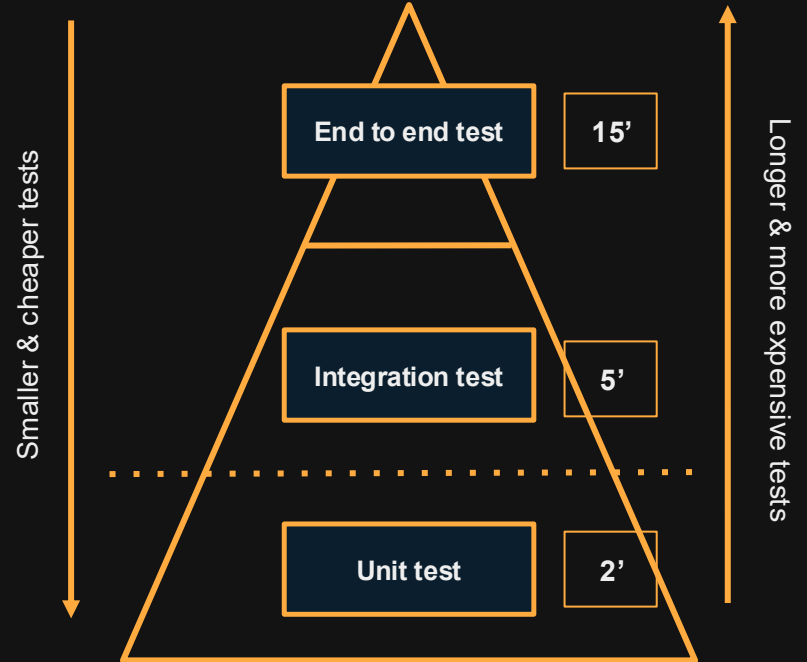 End to end test
15’
Smaller & cheaper tests
Longer & more expensive tests
Integration test
5’
Unit test
2’